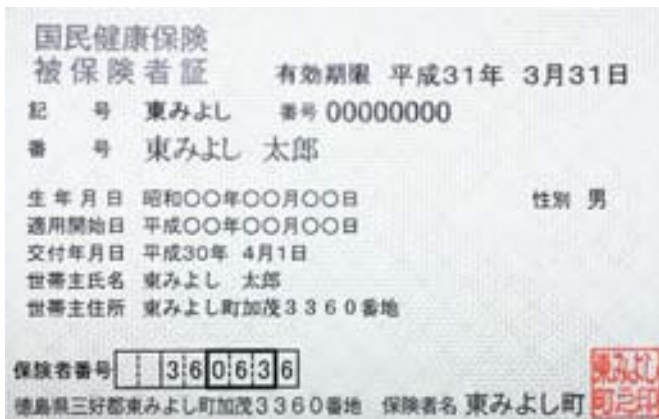 国民健康保険
被保険者証 有効期限 平成31年 3月31日
記 号 東みよし 番号 00000000
番 号 東みよし 太郎
生年月日 昭和〇〇年〇〇月〇〇日 性別 男
適用開始日 平成〇〇年〇〇月〇〇日
交付年月日 平成30年 4月1日
世帯主氏名 東みよし 太郎
世帯主住所 東みよし町加茂3360番地
保険者番号 360636
徳島県三好郡東みよし町加茂3360番地 保険者名 東みよし町
東みよし
町之印